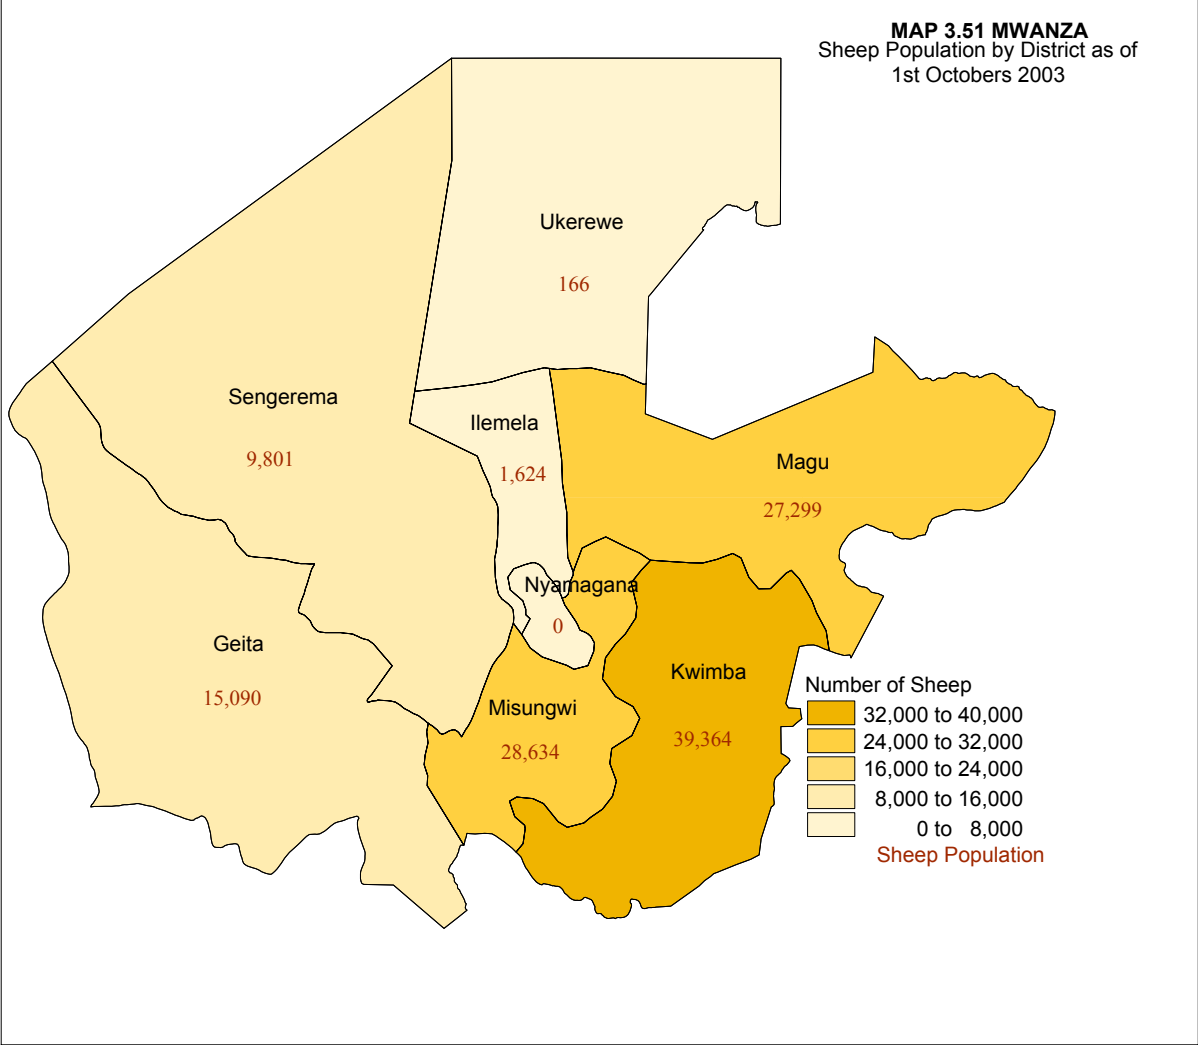 MAP 3.51 MWANZA
Sheep Population by District as of
1st Octobers 2003
Ukerewe
166
Sengerema
9,801
Ilemela
1,624
Magu
27,299
Nyamagana
0
Geita
15,090
Kwimba
39,364
Misungwi
28,634
Number of Sheep
32,000 to 40,000
24,000 to 32,000
16,000 to 24,000
8,000 to 16,000
0 to 8,000
Sheep Population